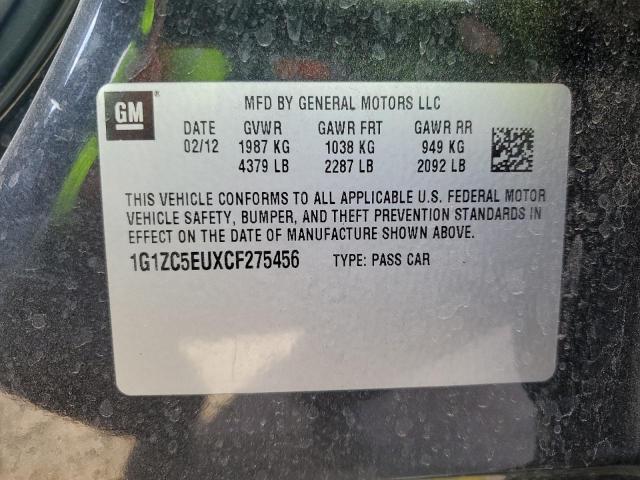 GM ® MFD BY GENERAL MOTORS LLC
DATE GVWR GAWR FRT GAWR RR
02/12 1987 KG 1038 KG 949 KG
4379 LB 2287 LB 2092 LB
THIS VEHICLE CONFORMS TO ALL APPLICABLE U.S. FEDERAL MOTOR
VEHICLE SAFETY, BUMPER, AND THEFT PREVENTION STANDARDS IN
EFFECT ON THE DATE OF MANUFACTURE SHOWN ABOVE.
1G1ZC5EUXCF275456 TYPE: PASS CAR